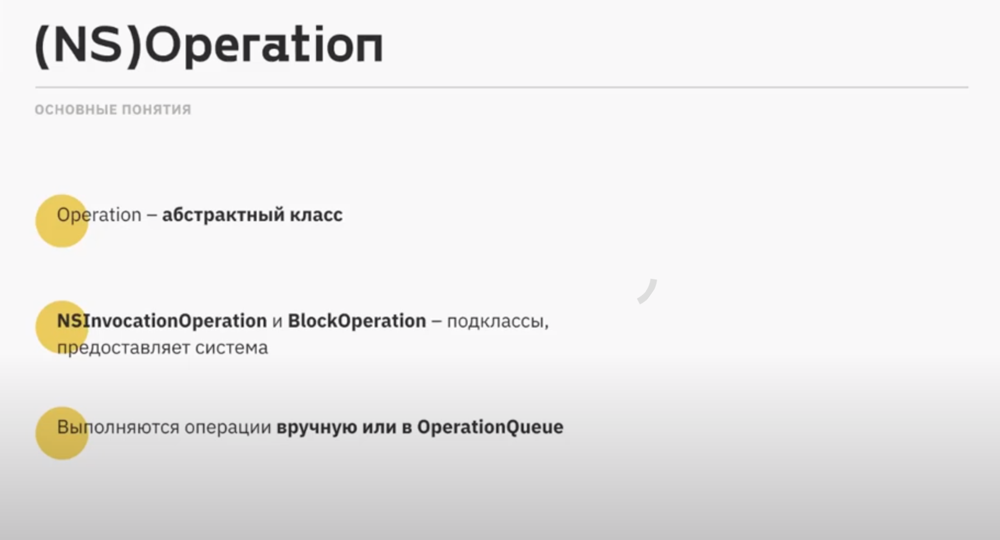 (NS)Operation
ОСНОВНЫЕ ПОНЯТИЯ
Operation – абстрактный класс
NSInvocationOperation и BlockOperation – подклассы,
предоставляет система
Выполняются операции вручную или в OperationQueue